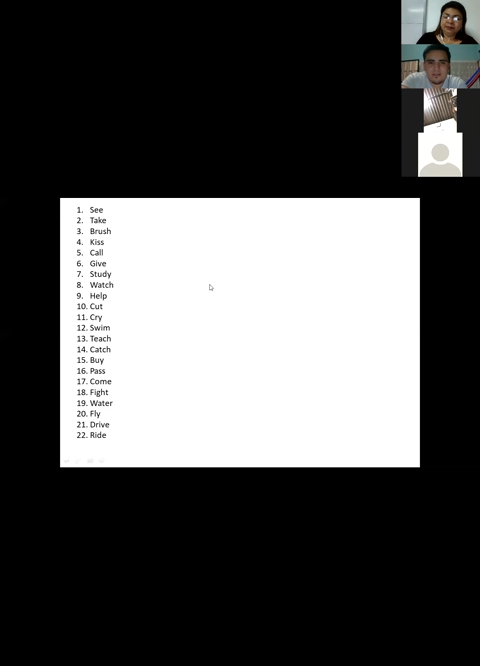 1. See
2. Take
3. Brush
4. Kiss
5. Call
6. Give
7. Study
8. Watch
9. Help
10. Cut
11. Cry
12. Swim
13. Teach
14. Catch
15. Buy
16. Pass
17. Come
18. Fight
19. Water
20. Fly
21. Drive
22. Ride